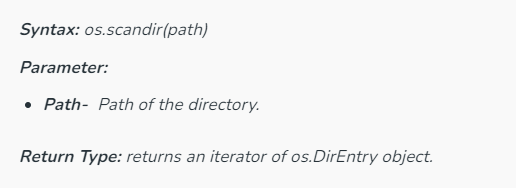 Syntax: os.scandir(path)
Parameter:
• Path- Path of the directory.
Return Type: returns an iterator of os.DirEntry object.